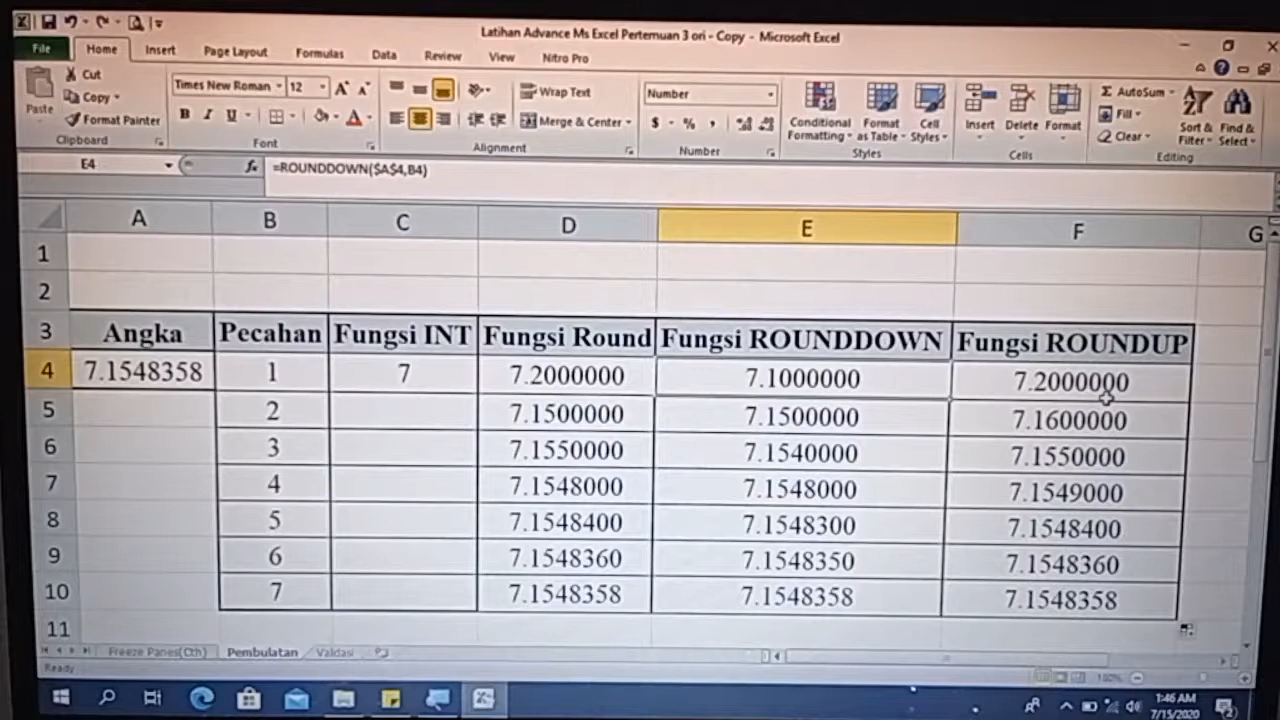 Latihan Advance Ms Excel Pertemuan 3 ori - Copy - Microsoft Excel
File Home Insert Page Layout Formulas Data Review View Nitro Pro
Paste
Cut
Copy
Format Painter
Clipboard
Times New Roman 12
B I U
Font
Wrap Text
Merge & Center
Alignment
Number
$ % ,
Number
Conditional Formatting
Format as Table
Cell Styles
Styles
Insert Delete Format
Cells
Σ AutoSum
Fill
Clear
Sort & Filter
Find & Select
Editing
E4 fx =ROUNDDOWN($A$4,B4)
A B C D E F G
1
2
3 Angka Pecahan Fungsi INT Fungsi Round Fungsi ROUNDDOWN Fungsi ROUNDUP
4 7.1548358 1 7 7.2000000 7.1000000 7.2000000
5 2 7.1500000 7.1500000 7.1600000
6 3 7.1550000 7.1540000 7.1550000
7 4 7.1548000 7.1548000 7.1549000
8 5 7.1548400 7.1548300 7.1548400
9 6 7.1548360 7.1548350 7.1548360
10 7 7.1548358 7.1548358 7.1548358
11
Freeze Panes(Cth) Pembulatan Valdasi
Ready 100%
1:46 AM
7/15/2020